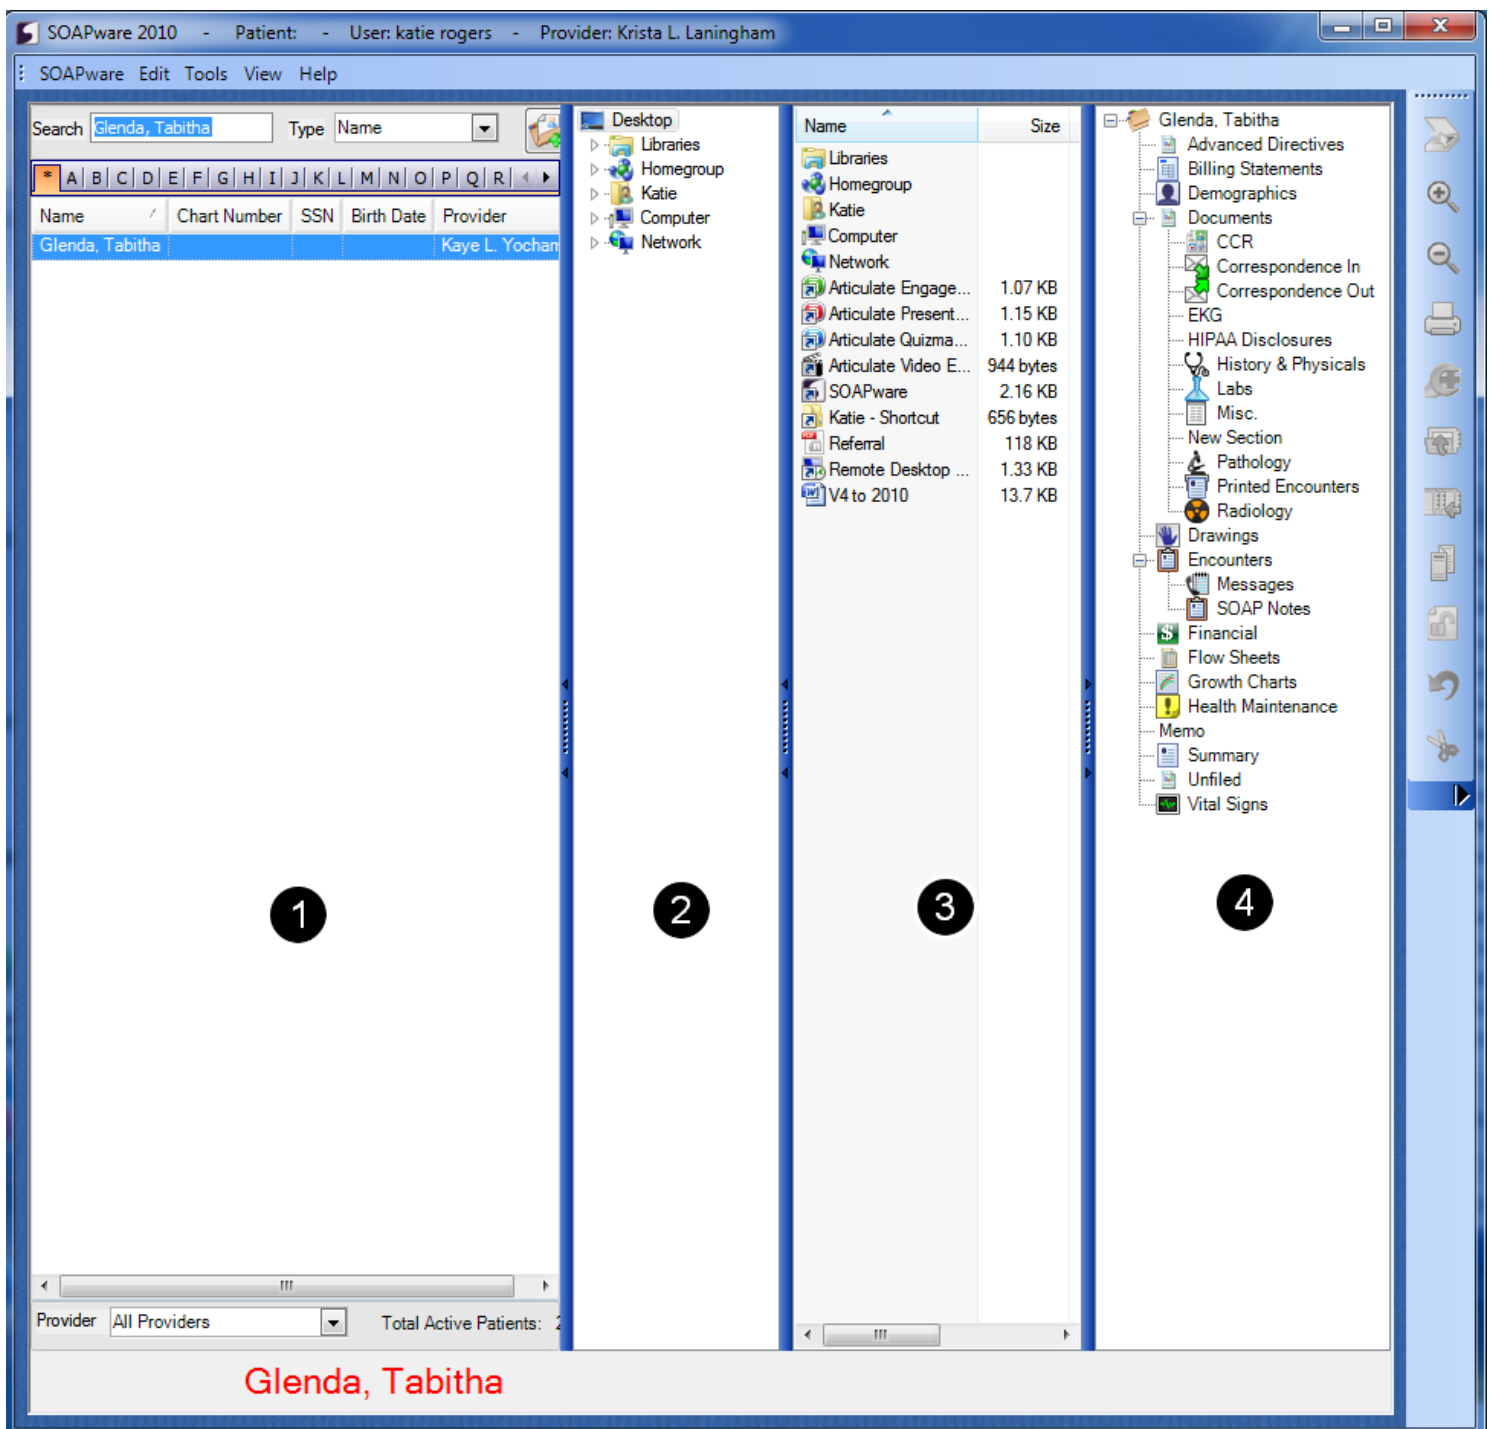 SOAPware 2010 - Patient: - User: katie rogers - Provider: Krista L. Laningham
SOAPware Edit Tools View Help
Search Glenda, Tabitha Type Name
* A B C D E F G H I J K L M N O P Q R
Name Chart Number SSN Birth Date Provider
Glenda, Tabitha Kaye L. Yocham
Provider All Providers Total Active Patients: 2
Glenda, Tabitha
1
Desktop
Libraries
Homegroup
Katie
Computer
Network
2
Name Size
Libraries
Homegroup
Katie
Computer
Network
Articulate Engage... 1.07 KB
Articulate Present... 1.15 KB
Articulate Quizma... 1.10 KB
Articulate Video E... 944 bytes
SOAPware 2.16 KB
Katie - Shortcut 656 bytes
Referral 118 KB
Remote Desktop ... 1.33 KB
V4 to 2010 13.7 KB
3
Glenda, Tabitha
Advanced Directives
Billing Statements
Demographics
Documents
CCR
Correspondence In
Correspondence Out
EKG
HIPAA Disclosures
History & Physicals
Labs
Misc.
New Section
Pathology
Printed Encounters
Radiology
Drawings
Encounters
Messages
SOAP Notes
Financial
Flow Sheets
Growth Charts
Health Maintenance
Memo
Summary
Unfiled
Vital Signs
4